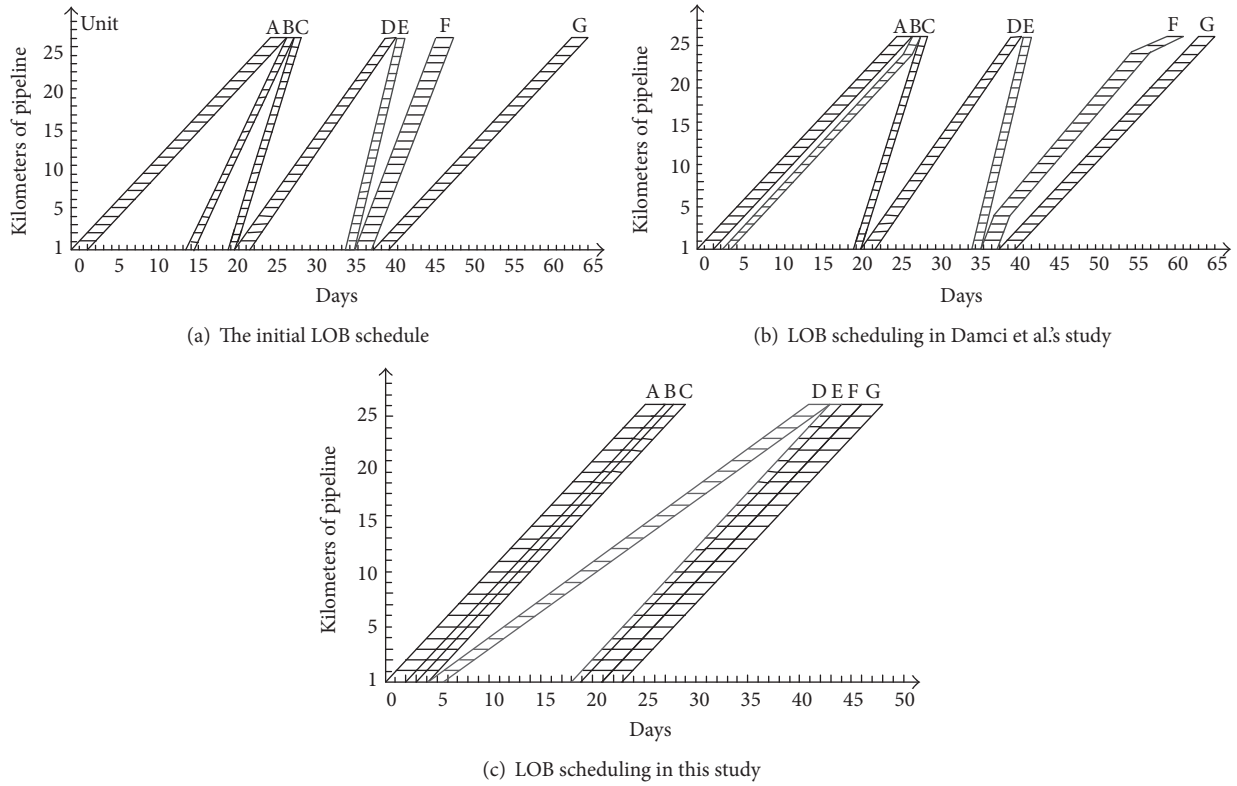 Unit
A B C D E F G
25
20
15
10
5
1
Kilometers of pipeline
0 5 10 15 20 25 30 35 40 45 50 55 60 65
Days
(a) The initial LOB schedule
A B C D E F G
25
20
15
10
5
1
Kilometers of pipeline
0 5 10 15 20 25 30 35 40 45 50 55 60 65
Days
(b) LOB scheduling in Damci et al.'s study
A B C D E F G
25
20
15
10
5
1
Kilometers of pipeline
0 5 10 15 20 25 30 35 40 45 50
Days
(c) LOB scheduling in this study